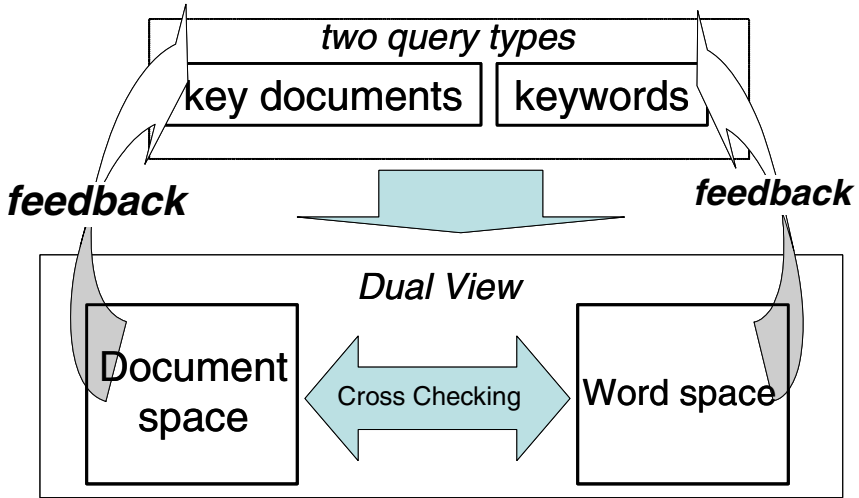 two query types
key documents
keywords
feedback
feedback
Dual View
Document
space
Cross Checking
Word space